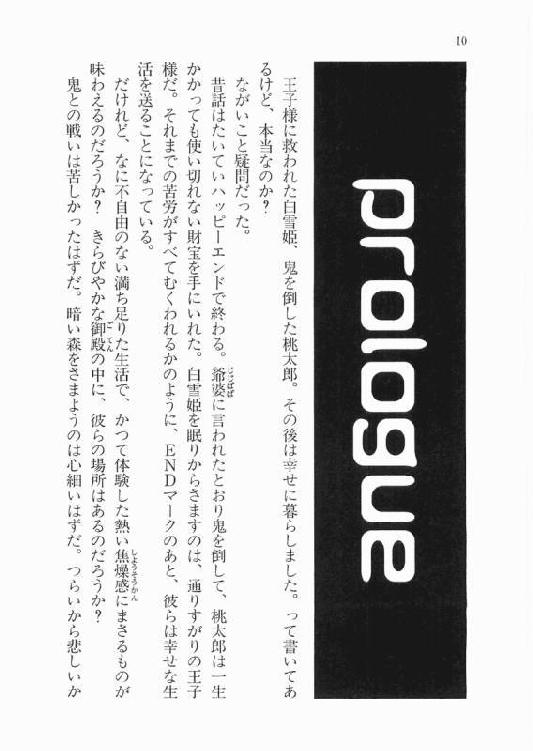 10
prologue
王子様に救われた白雪姫、鬼を倒した桃太郎。その後は幸せに暮らしました。って書いてあ
るけど、本当なのか?
ながいこと疑問だった。
昔話はたいていハッピーエンドで終わる。爺婆に言われたとおり鬼を倒して、桃太郎は一生
かかっても使い切れない財宝を手にいれた。白雪姫を眠りからさますのは、通りすがりの王子
様だ。それまでの苦労がすべてむくわれるかのように、ENDマークのあと、彼らは幸せな生
活を送ることになっている。
だけれど、なに不自由のない満ち足りた生活で、かつて体験した熱い焦燥感にまさるものが
味わえるのだろうか? きらびやかな御殿の中に、彼らの場所はあるのだろうか?
鬼との戦いは苦しかったはずだ。暗い森をさまようのは心細いはずだ。つらいから悲しいか